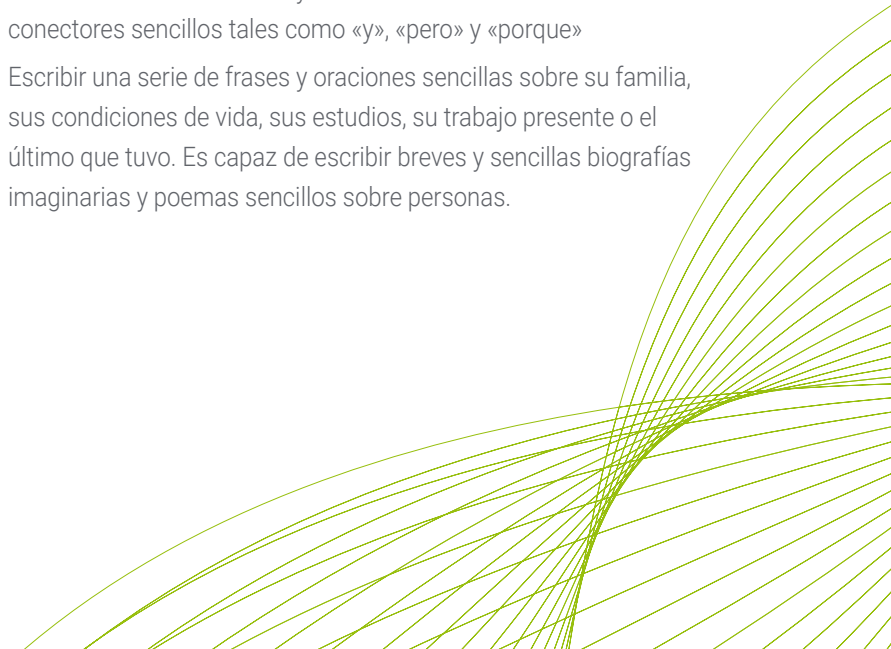 conectores sencillos tales como «y», «pero» y «porque»
Escribir una serie de frases y oraciones sencillas sobre su familia,
sus condiciones de vida, sus estudios, su trabajo presente o el
último que tuvo. Es capaz de escribir breves y sencillas biografías
imaginarias y poemas sencillos sobre personas.